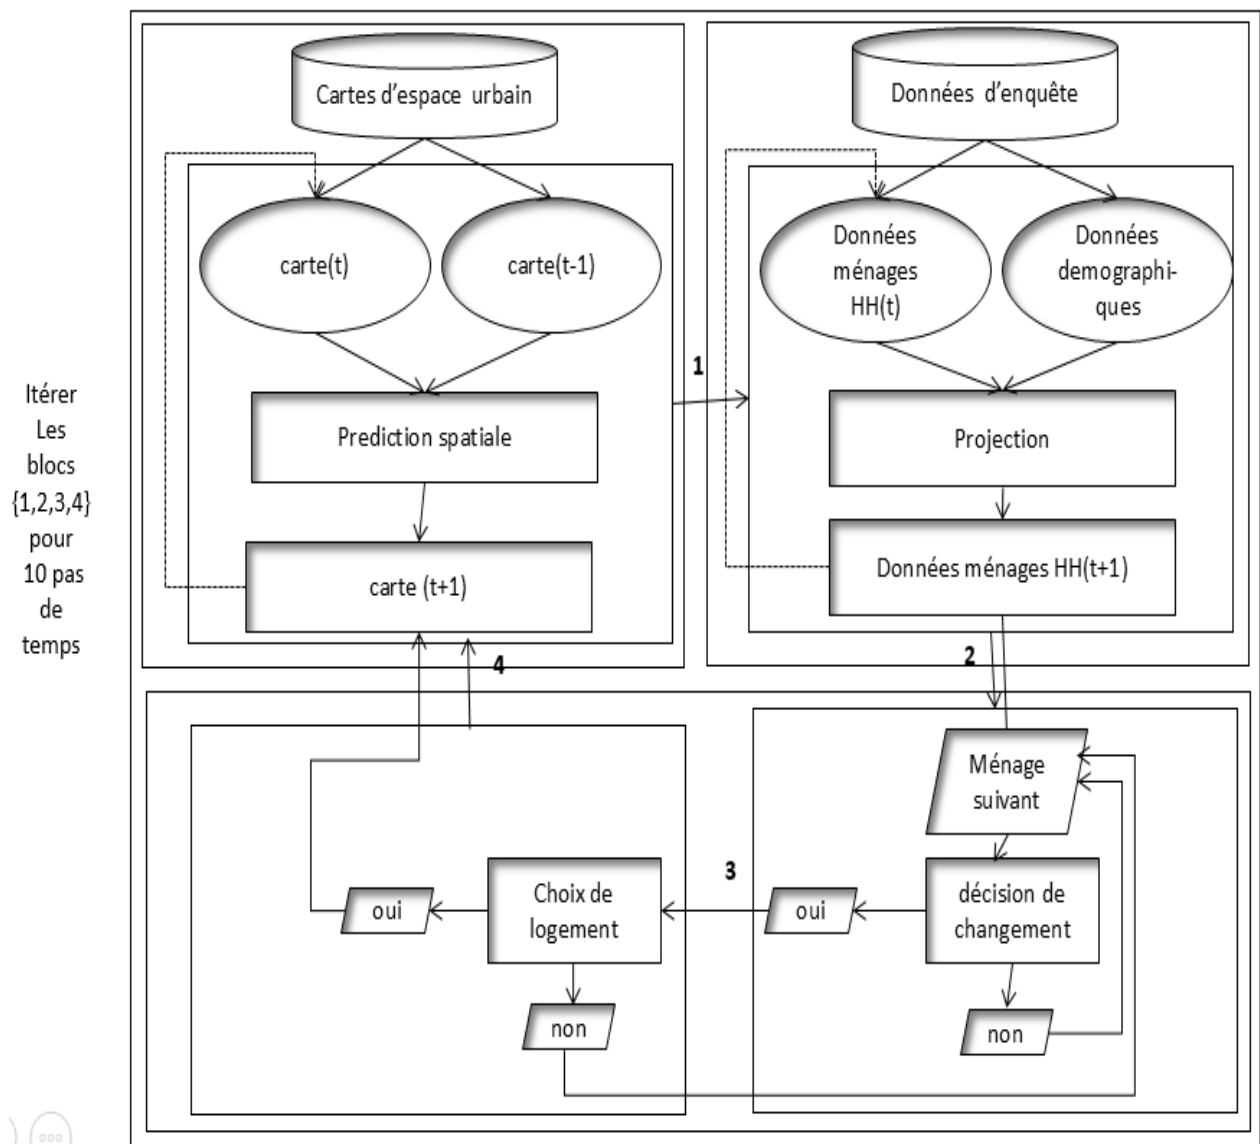 Cartes d'espace urbain
carte(t)
carte(t-1)
Prediction spatiale
carte (t+1)
Données d'enquête
Données
ménages
HH(t)
Données
demographi-
ques
Projection
Données ménages HH(t+1)
1
2
4
Itérer
Les
blocs
{1,2,3,4}
pour
10 pas
de
temps
Ménage
suivant
décision de
changement
oui
non
3
Choix de
logement
oui
non